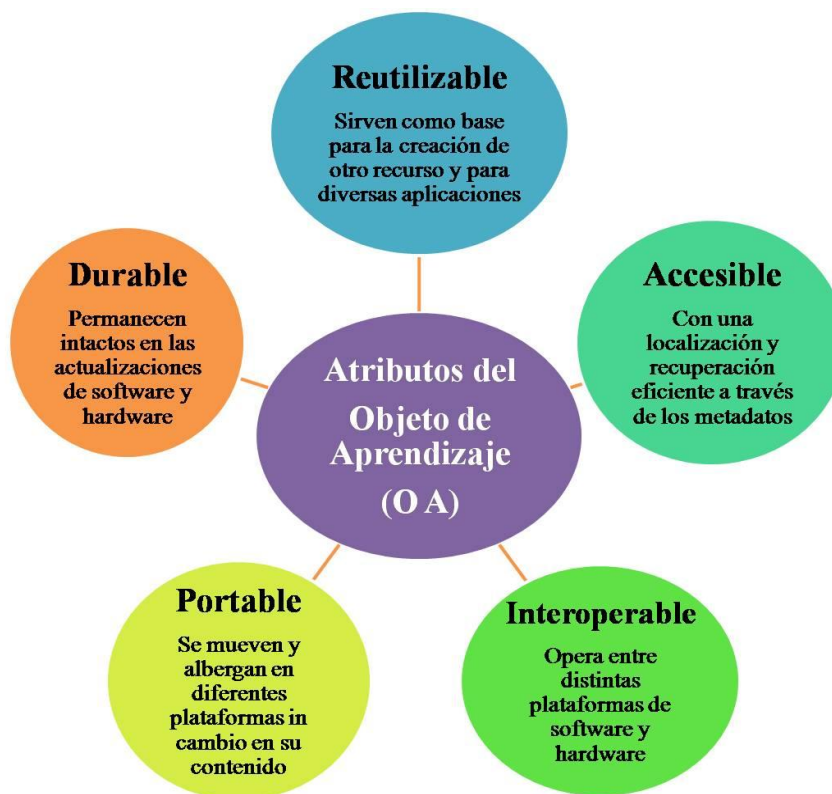 Reutilizable
Sirven como base
para la creación de
otro recurso y para
diversas aplicaciones
Durable
Permanecen
intactos en las
actualizaciones
de software y
hardware
Accesible
Con una
localización y
recuperación
eficiente a través
de los metadatos
Atributos del
Objeto de
Aprendizaje
(O A)
Portable
Se mueven y
albergan en
diferentes
plataformas in
cambio en su
contenido
Interoperable
Opera entre
distintas
plataformas de
software y
hardware